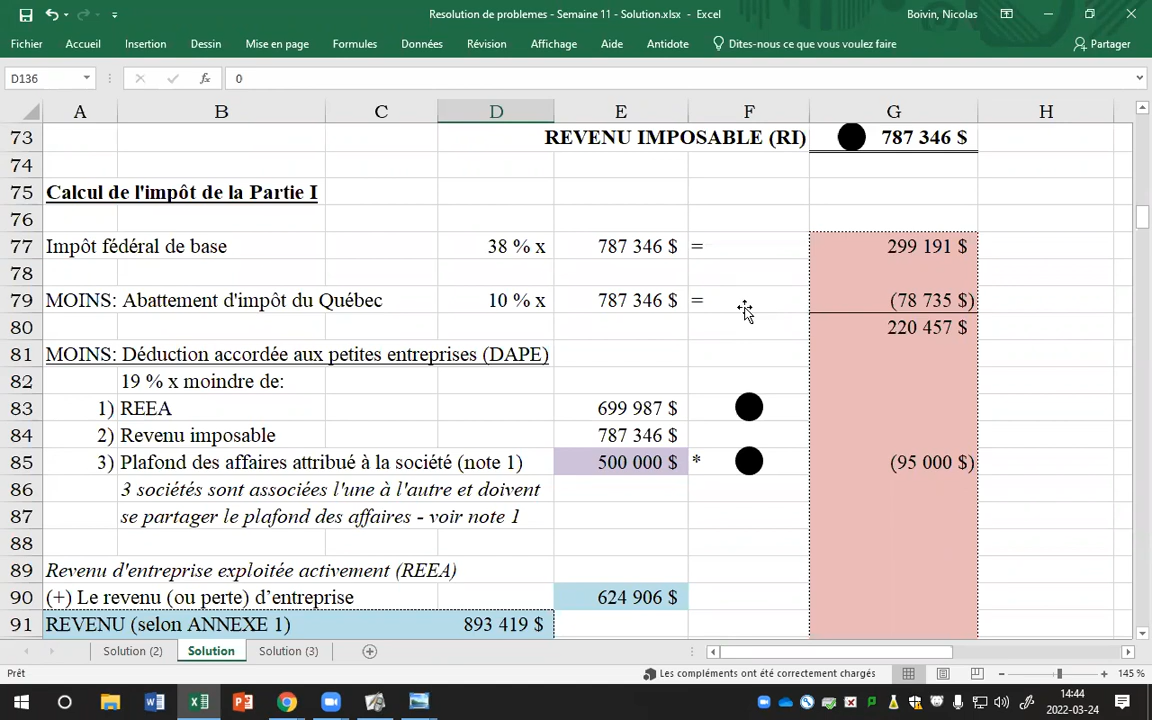 Resolution de problemes - Semaine 11 - Solution.xlsx - Excel
Boivin, Nicolas
Fichier Accueil Insertion Dessin Mise en page Formules Données Révision Affichage Aide Antidote Dites-nous ce que vous voulez faire Partager
D136 fx 0
A B C D E F G H
73 REVENU IMPOSABLE (RI) 787 346 $
74
75 Calcul de l'impôt de la Partie I
76
77 Impôt fédéral de base 38 % x 787 346 $ = 299 191 $
78
79 MOINS: Abattement d'impôt du Québec 10 % x 787 346 $ = (78 735 $)
80 220 457 $
81 MOINS: Déduction accordée aux petites entreprises (DAPE)
82 19 % x moindre de:
83 1) REEA 699 987 $
84 2) Revenu imposable 787 346 $
85 3) Plafond des affaires attribué à la société (note 1) 500 000 $ * (95 000 $)
86 3 sociétés sont associées l'une à l'autre et doivent
87 se partager le plafond des affaires - voir note 1
88
89 Revenu d'entreprise exploitée activement (REEA)
90 (+) Le revenu (ou perte) d’entreprise 624 906 $
91 REVENU (selon ANNEXE 1) 893 419 $
Solution (2) Solution Solution (3)
Prêt Les compléments ont été correctement chargés 145 %
14:44
2022-03-24